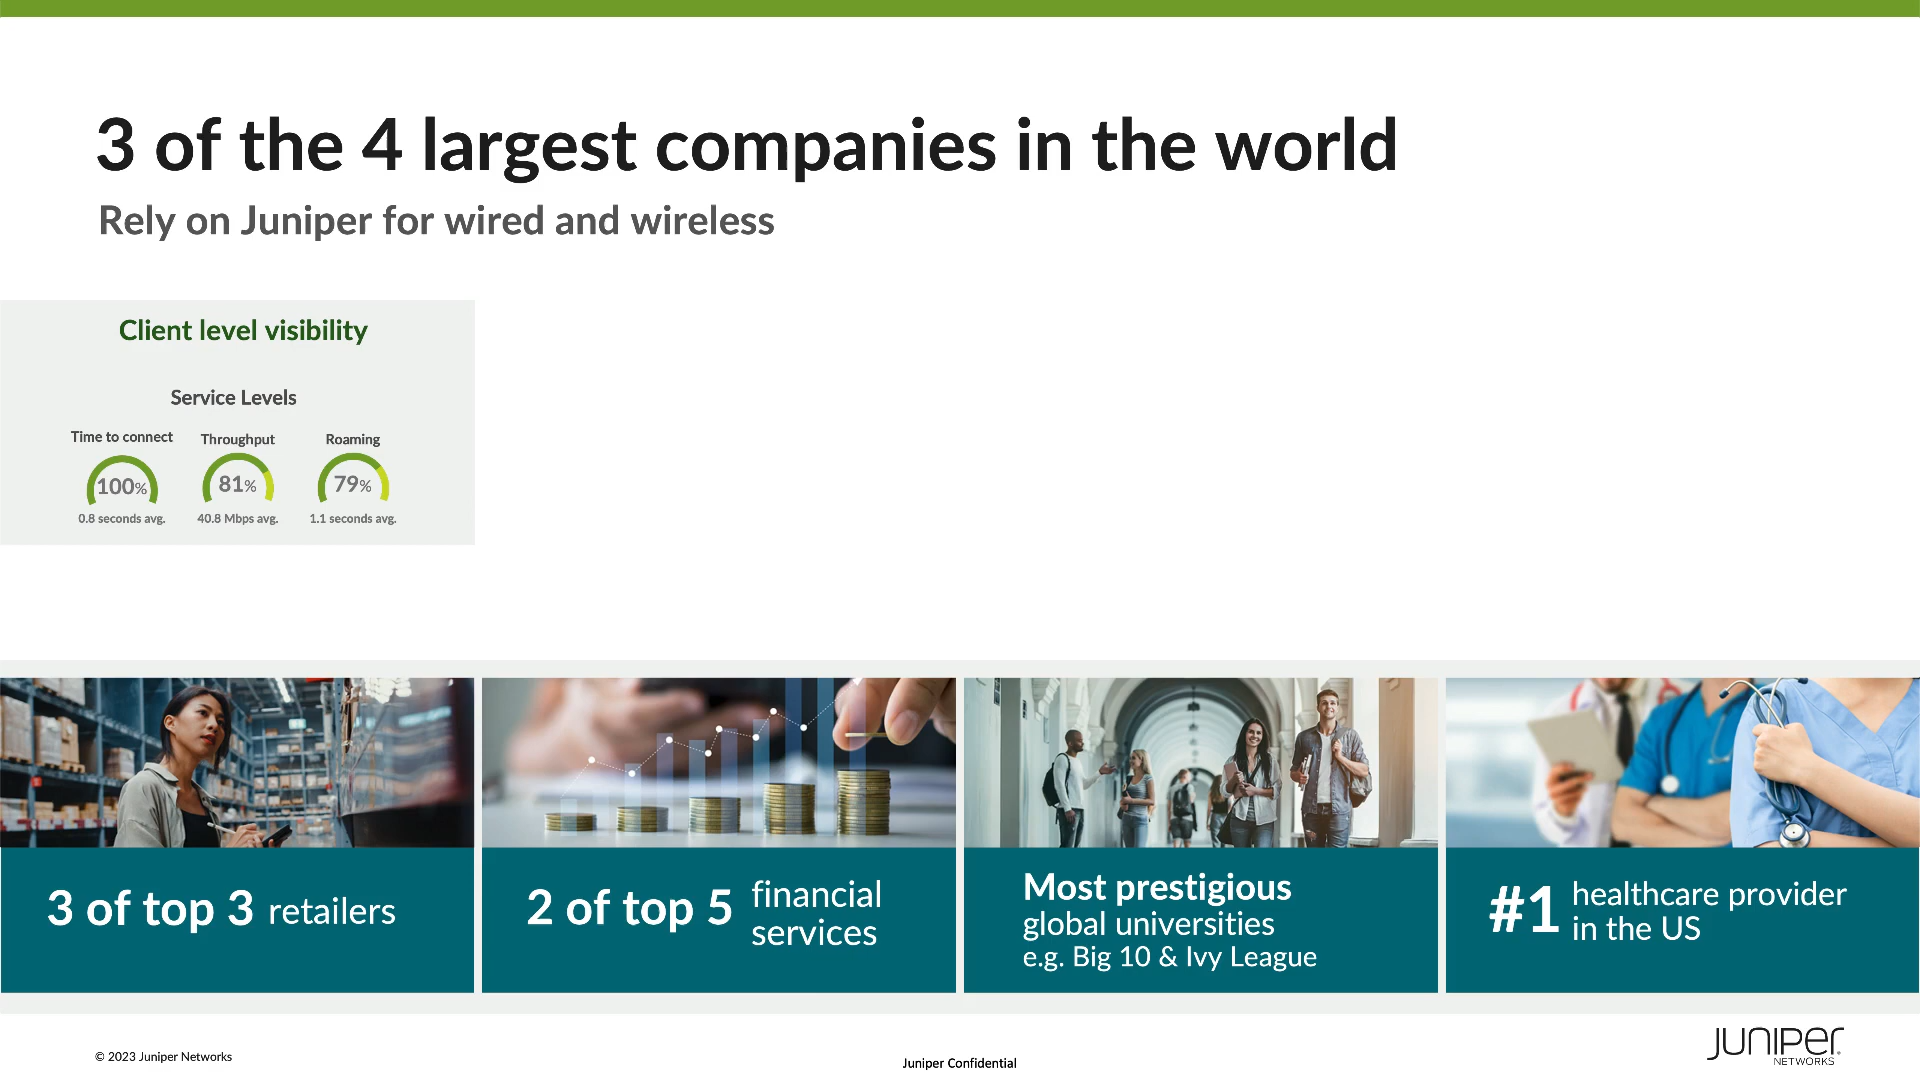 3 of the 4 largest companies in the world
Rely on Juniper for wired and wireless
Client level visibility
Service Levels
Time to connect Throughput Roaming
100% 81% 79%
0.8 seconds avg. 40.8 Mbps avg. 1.1 seconds avg.
3 of top 3 retailers
2 of top 5 financial
services
Most prestigious
global universities
e.g. Big 10 & Ivy League
#1 healthcare provider
in the US
© 2023 Juniper Networks
Juniper Confidential
JUNIPer
NETWORKS